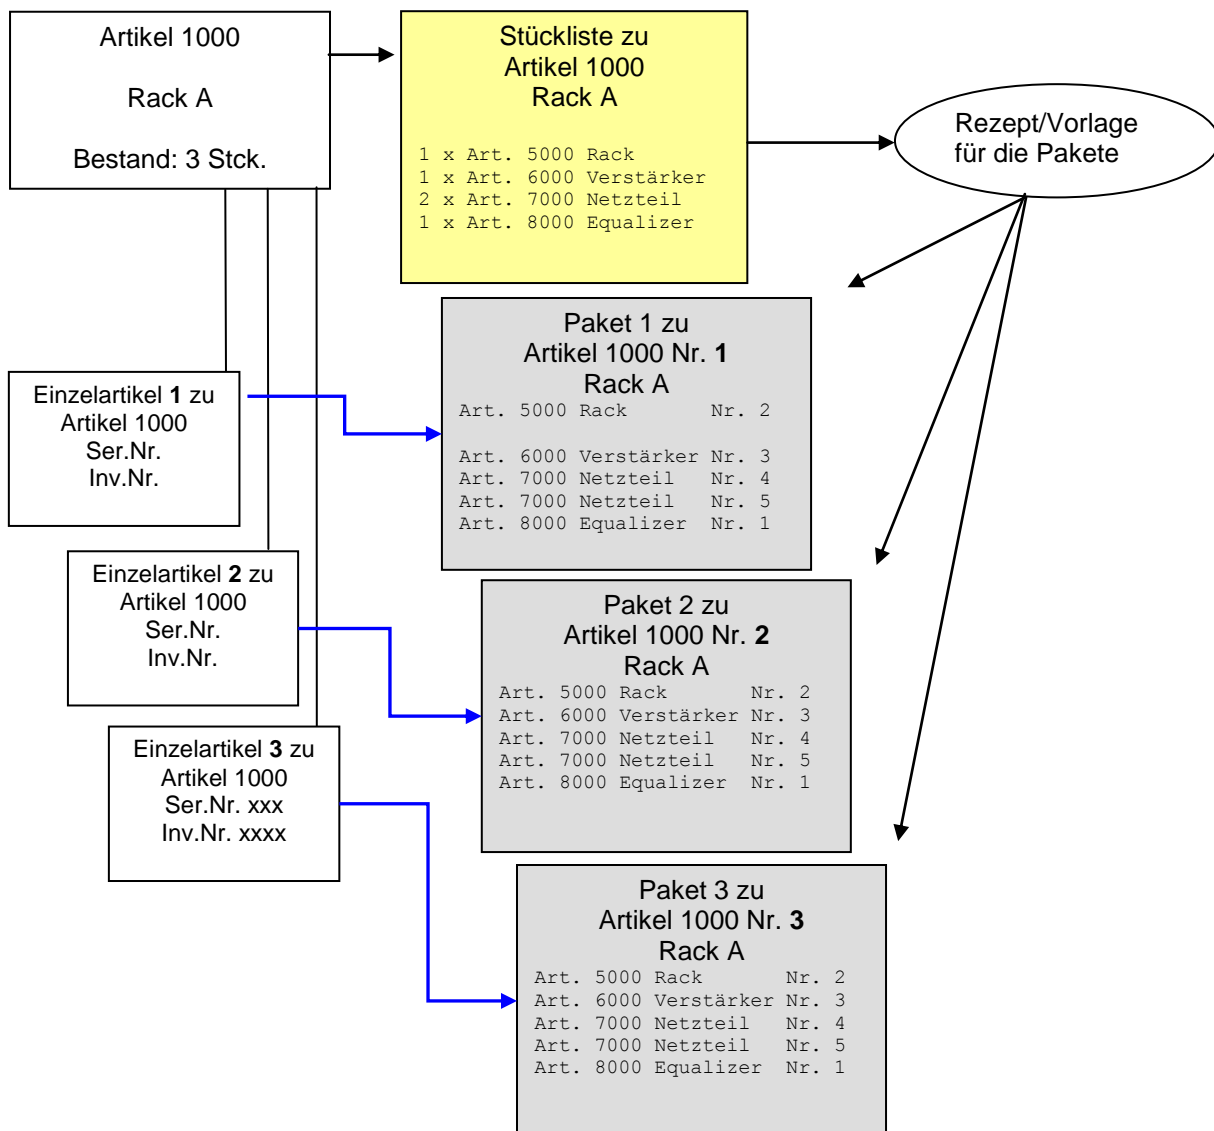 Artikel 1000
Rack A
Bestand: 3 Stck.
Stückliste zu
Artikel 1000
Rack A
1 x Art. 5000 Rack
1 x Art. 6000 Verstärker
2 x Art. 7000 Netzteil
1 x Art. 8000 Equalizer
Rezept/Vorlage
für die Pakete
Einzelartikel 1 zu
Artikel 1000
Ser.Nr.
Inv.Nr.
Paket 1 zu
Artikel 1000 Nr. 1
Rack A
Art. 5000 Rack Nr. 2
Art. 6000 Verstärker Nr. 3
Art. 7000 Netzteil Nr. 4
Art. 7000 Netzteil Nr. 5
Art. 8000 Equalizer Nr. 1
Einzelartikel 2 zu
Artikel 1000
Ser.Nr.
Inv.Nr.
Paket 2 zu
Artikel 1000 Nr. 2
Rack A
Art. 5000 Rack Nr. 2
Art. 6000 Verstärker Nr. 3
Art. 7000 Netzteil Nr. 4
Art. 7000 Netzteil Nr. 5
Art. 8000 Equalizer Nr. 1
Einzelartikel 3 zu
Artikel 1000
Ser.Nr. xxx
Inv.Nr. xxxx
Paket 3 zu
Artikel 1000 Nr. 3
Rack A
Art. 5000 Rack Nr. 2
Art. 6000 Verstärker Nr. 3
Art. 7000 Netzteil Nr. 4
Art. 7000 Netzteil Nr. 5
Art. 8000 Equalizer Nr. 1